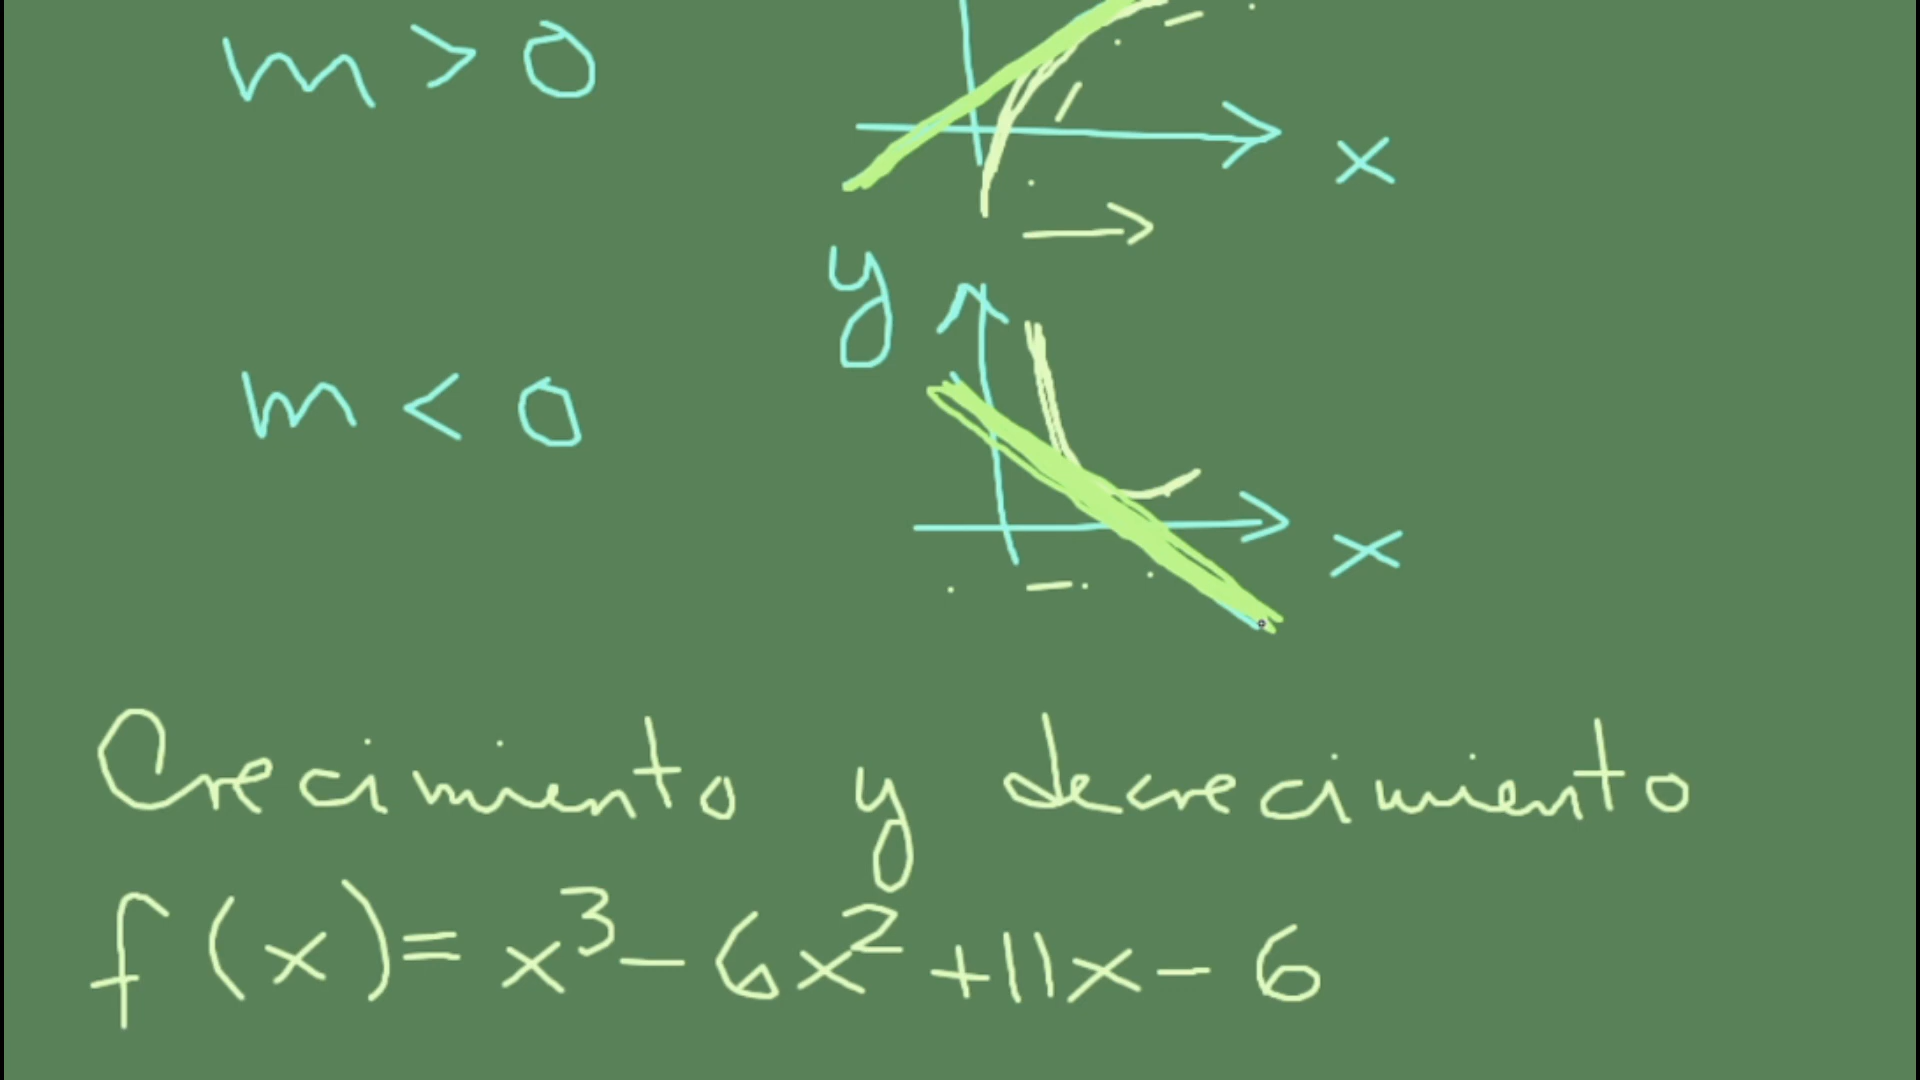 m > 0
x
y
m < 0
x
Crecimiento y decrecimiento
f(x) = x³ - 6x² + 11x - 6